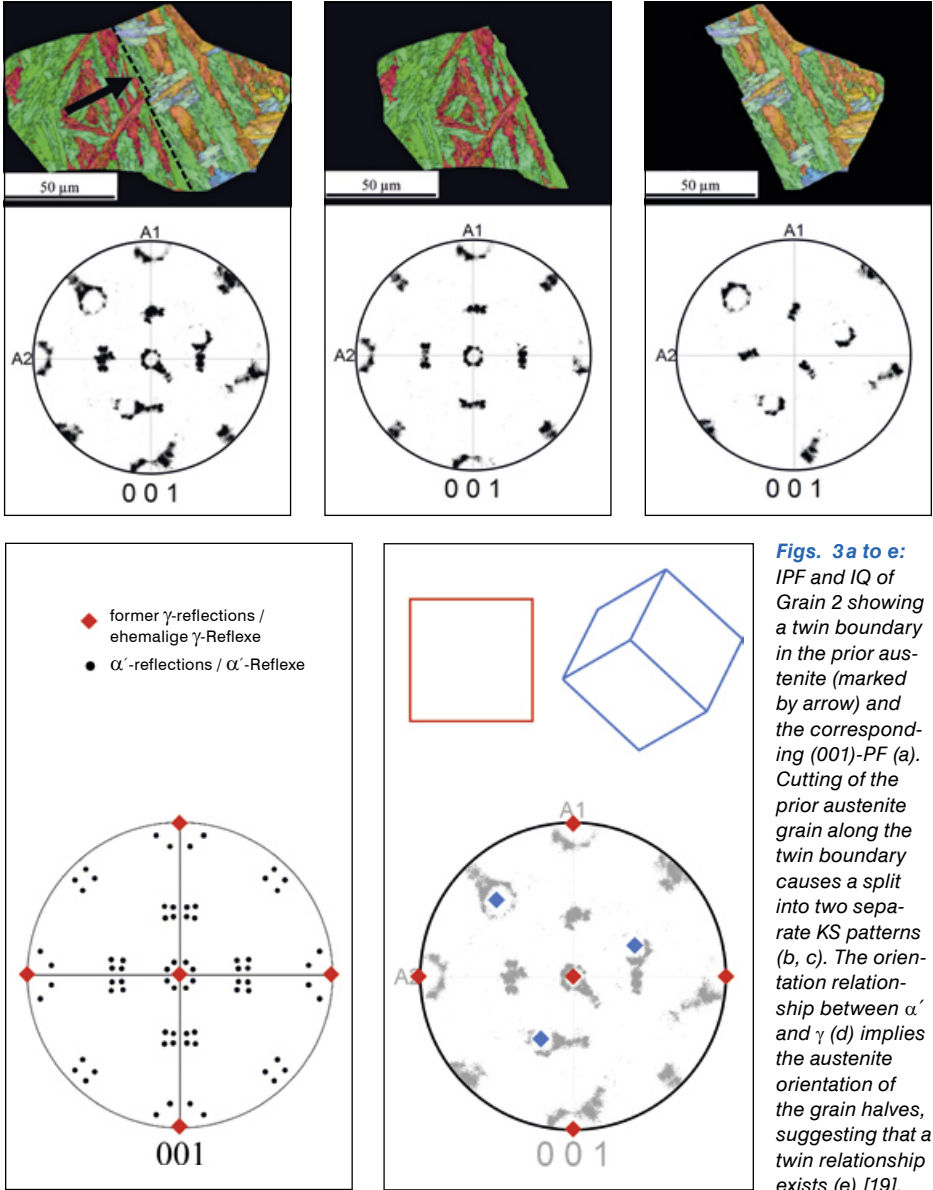 50 µm
50 µm
50 µm
A1
A2
0 0 1
A1
A2
0 0 1
A1
A2
0 0 1
former γ-reflections /
ehemalige γ-Reflexe
α´-reflections / α´-Reflexe
001
A1
A2
0 0 1
Figs. 3a to e:
IPF and IQ of
Grain 2 showing
a twin boundary
in the prior aus-
tenite (marked
by arrow) and
the correspond-
ing (001)-PF (a).
Cutting of the
prior austenite
grain along the
twin boundary
causes a split
into two sepa-
rate KS patterns
(b, c). The orien-
tation relation-
ship between α´
and γ (d) implies
the austenite
orientation of
the grain halves,
suggesting that a
twin relationship
exists (e) [19].